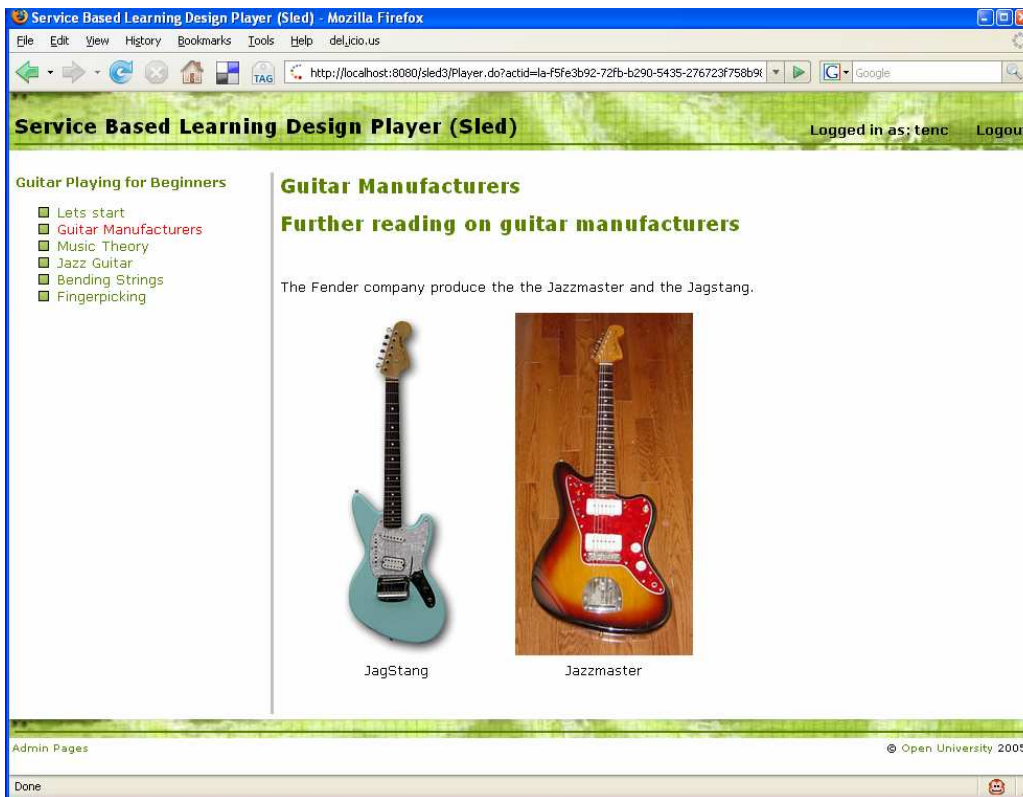 Service Based Learning Design Player (Sled) - Mozilla Firefox
File Edit View History Bookmarks Tools Help del.icio.us
TAG http://localhost:8080/sled3/Player.do?actid=la-f5fe3b92-72fb-b290-5435-276723f758b9 G Google
Service Based Learning Design Player (Sled)
Logged in as: tenc Logou
Guitar Playing for Beginners
Lets start
Guitar Manufacturers
Music Theory
Jazz Guitar
Bending Strings
Fingerpicking
Guitar Manufacturers
Further reading on guitar manufacturers
The Fender company produce the the Jazzmaster and the Jagstang.
JagStang Jazzmaster
Admin Pages © Open University 2005
Done